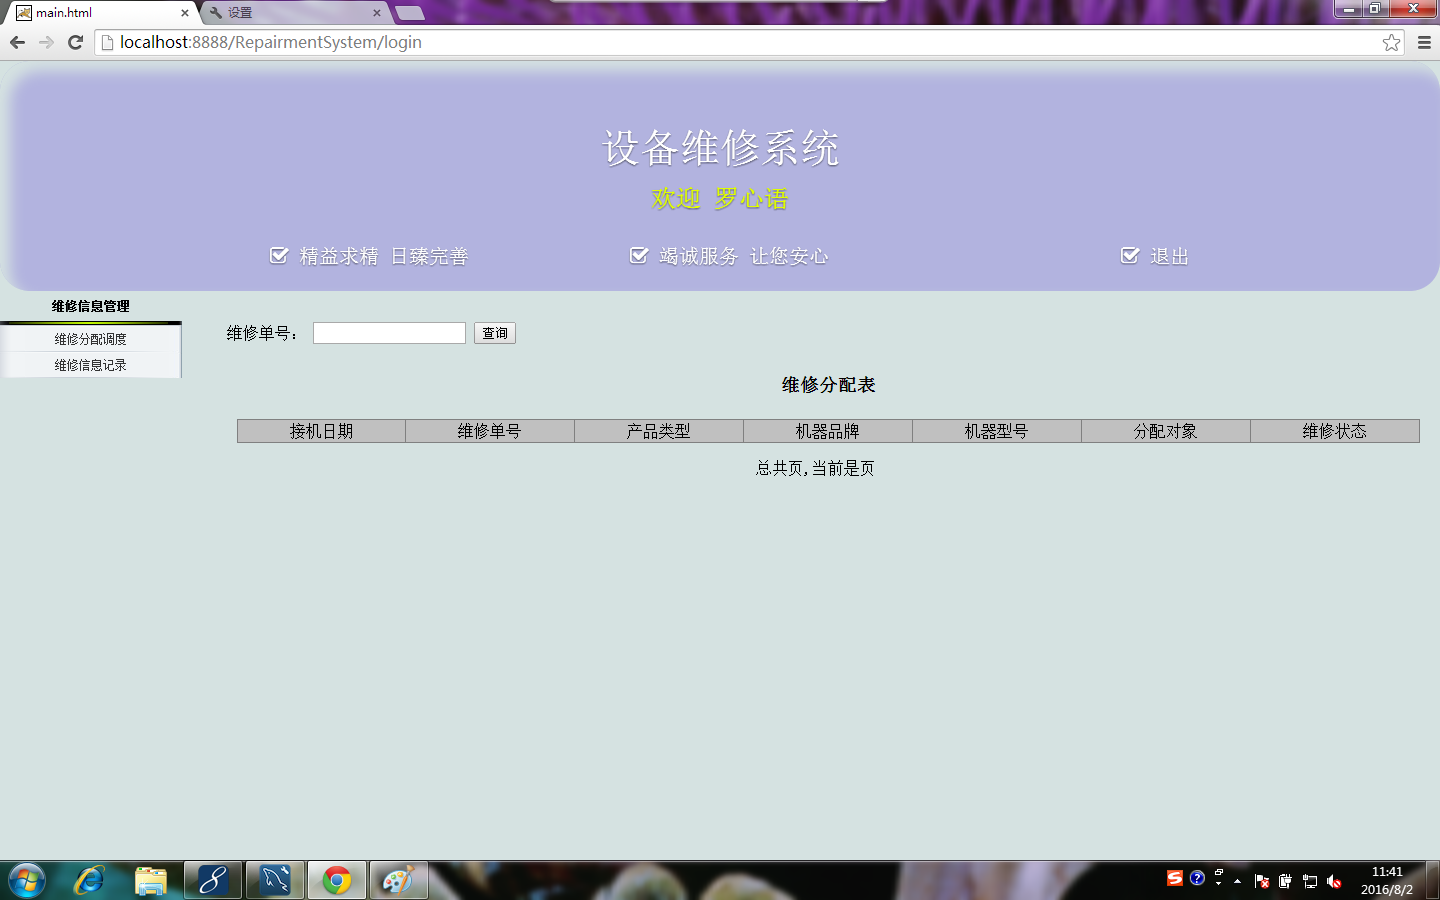 main.html
设置
localhost:8888/RepairmentSystem/login
设备维修系统
欢迎 罗心语
精益求精 日臻完善
竭诚服务 让您安心
退出
维修信息管理
维修分配调度
维修信息记录
维修单号：
查询
维修分配表
接机日期 维修单号 产品类型 机器品牌 机器型号 分配对象 维修状态
总共页,当前是页
11:41
2016/8/2